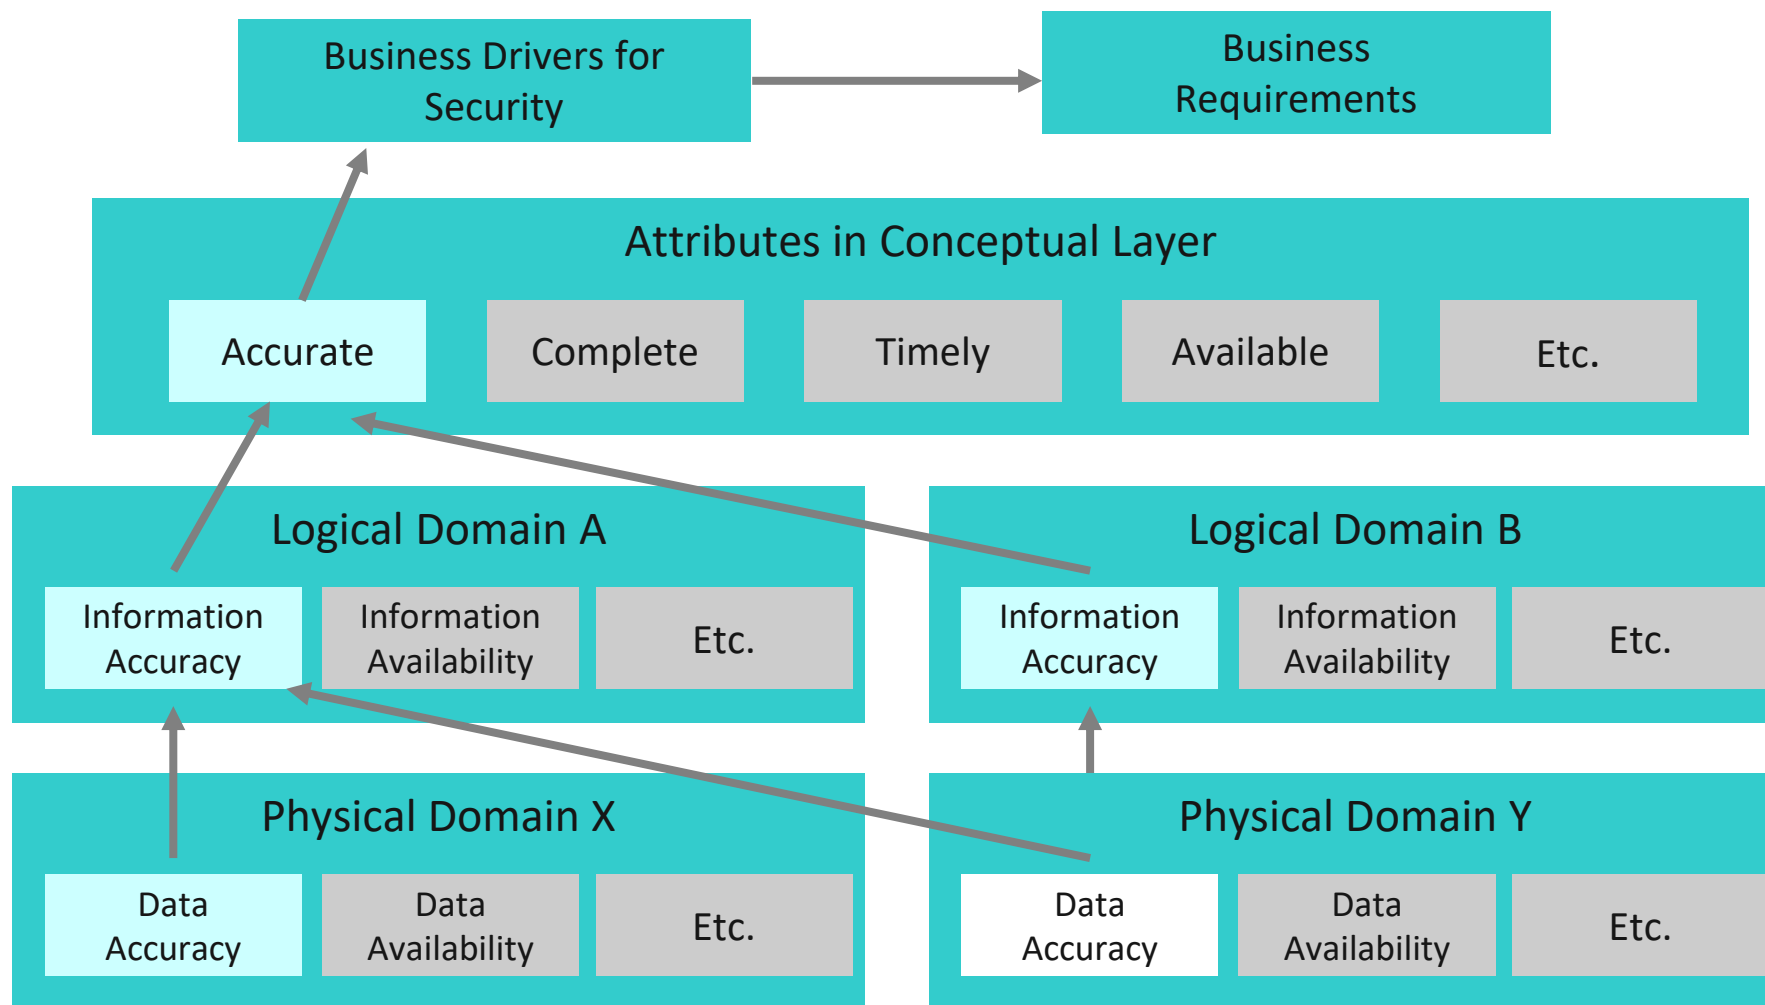 Business Drivers for
Security
Business
Requirements
Attributes in Conceptual Layer
Accurate
Complete
Timely
Available
Etc.
Logical Domain A
Information
Accuracy
Information
Availability
Etc.
Logical Domain B
Information
Accuracy
Information
Availability
Etc.
Physical Domain X
Data
Accuracy
Data
Availability
Etc.
Physical Domain Y
Data
Accuracy
Data
Availability
Etc.